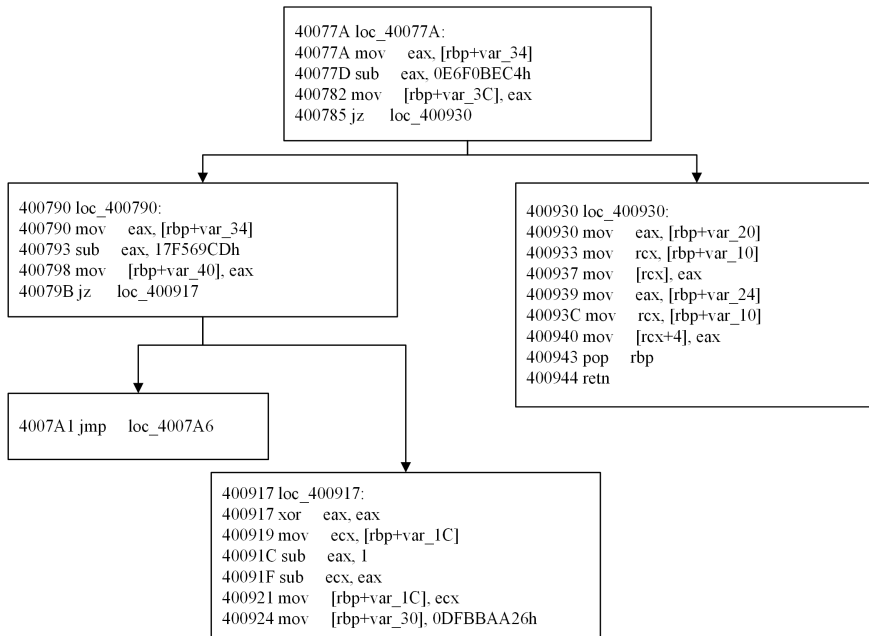 40077A loc_40077A:
40077A mov eax, [rbp+var_34]
40077D sub eax, 0E6F0BEC4h
400782 mov [rbp+var_3C], eax
400785 jz loc_400930
400790 loc_400790:
400790 mov eax, [rbp+var_34]
400793 sub eax, 17F569CDh
400798 mov [rbp+var_40], eax
40079B jz loc_400917
400930 loc_400930:
400930 mov eax, [rbp+var_20]
400933 mov rcx, [rbp+var_10]
400937 mov [rcx], eax
400939 mov eax, [rbp+var_24]
40093C mov rcx, [rbp+var_10]
400940 mov [rcx+4], eax
400943 pop rbp
400944 retn
4007A1 jmp loc_4007A6
400917 loc_400917:
400917 xor eax, eax
400919 mov ecx, [rbp+var_1C]
40091C sub eax, 1
40091F sub ecx, eax
400921 mov [rbp+var_1C], ecx
400924 mov [rbp+var_30], 0DFBBAA26h